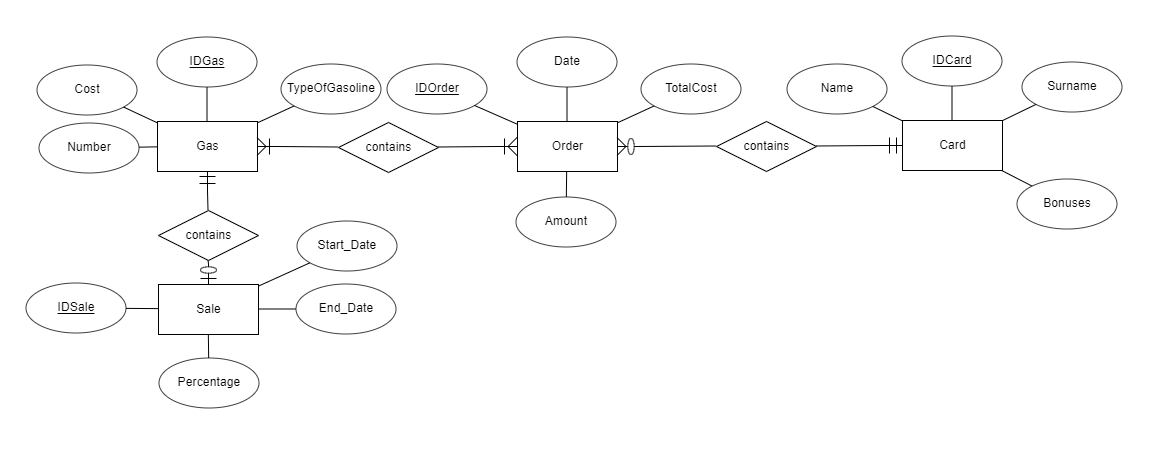 IDGas
Date
IDCard
Cost
TypeOfGasoline
IDOrder
TotalCost
Name
Surname
Number
Gas
contains
Order
contains
Card
Bonuses
Amount
contains
Start_Date
IDSale
Sale
End_Date
Percentage